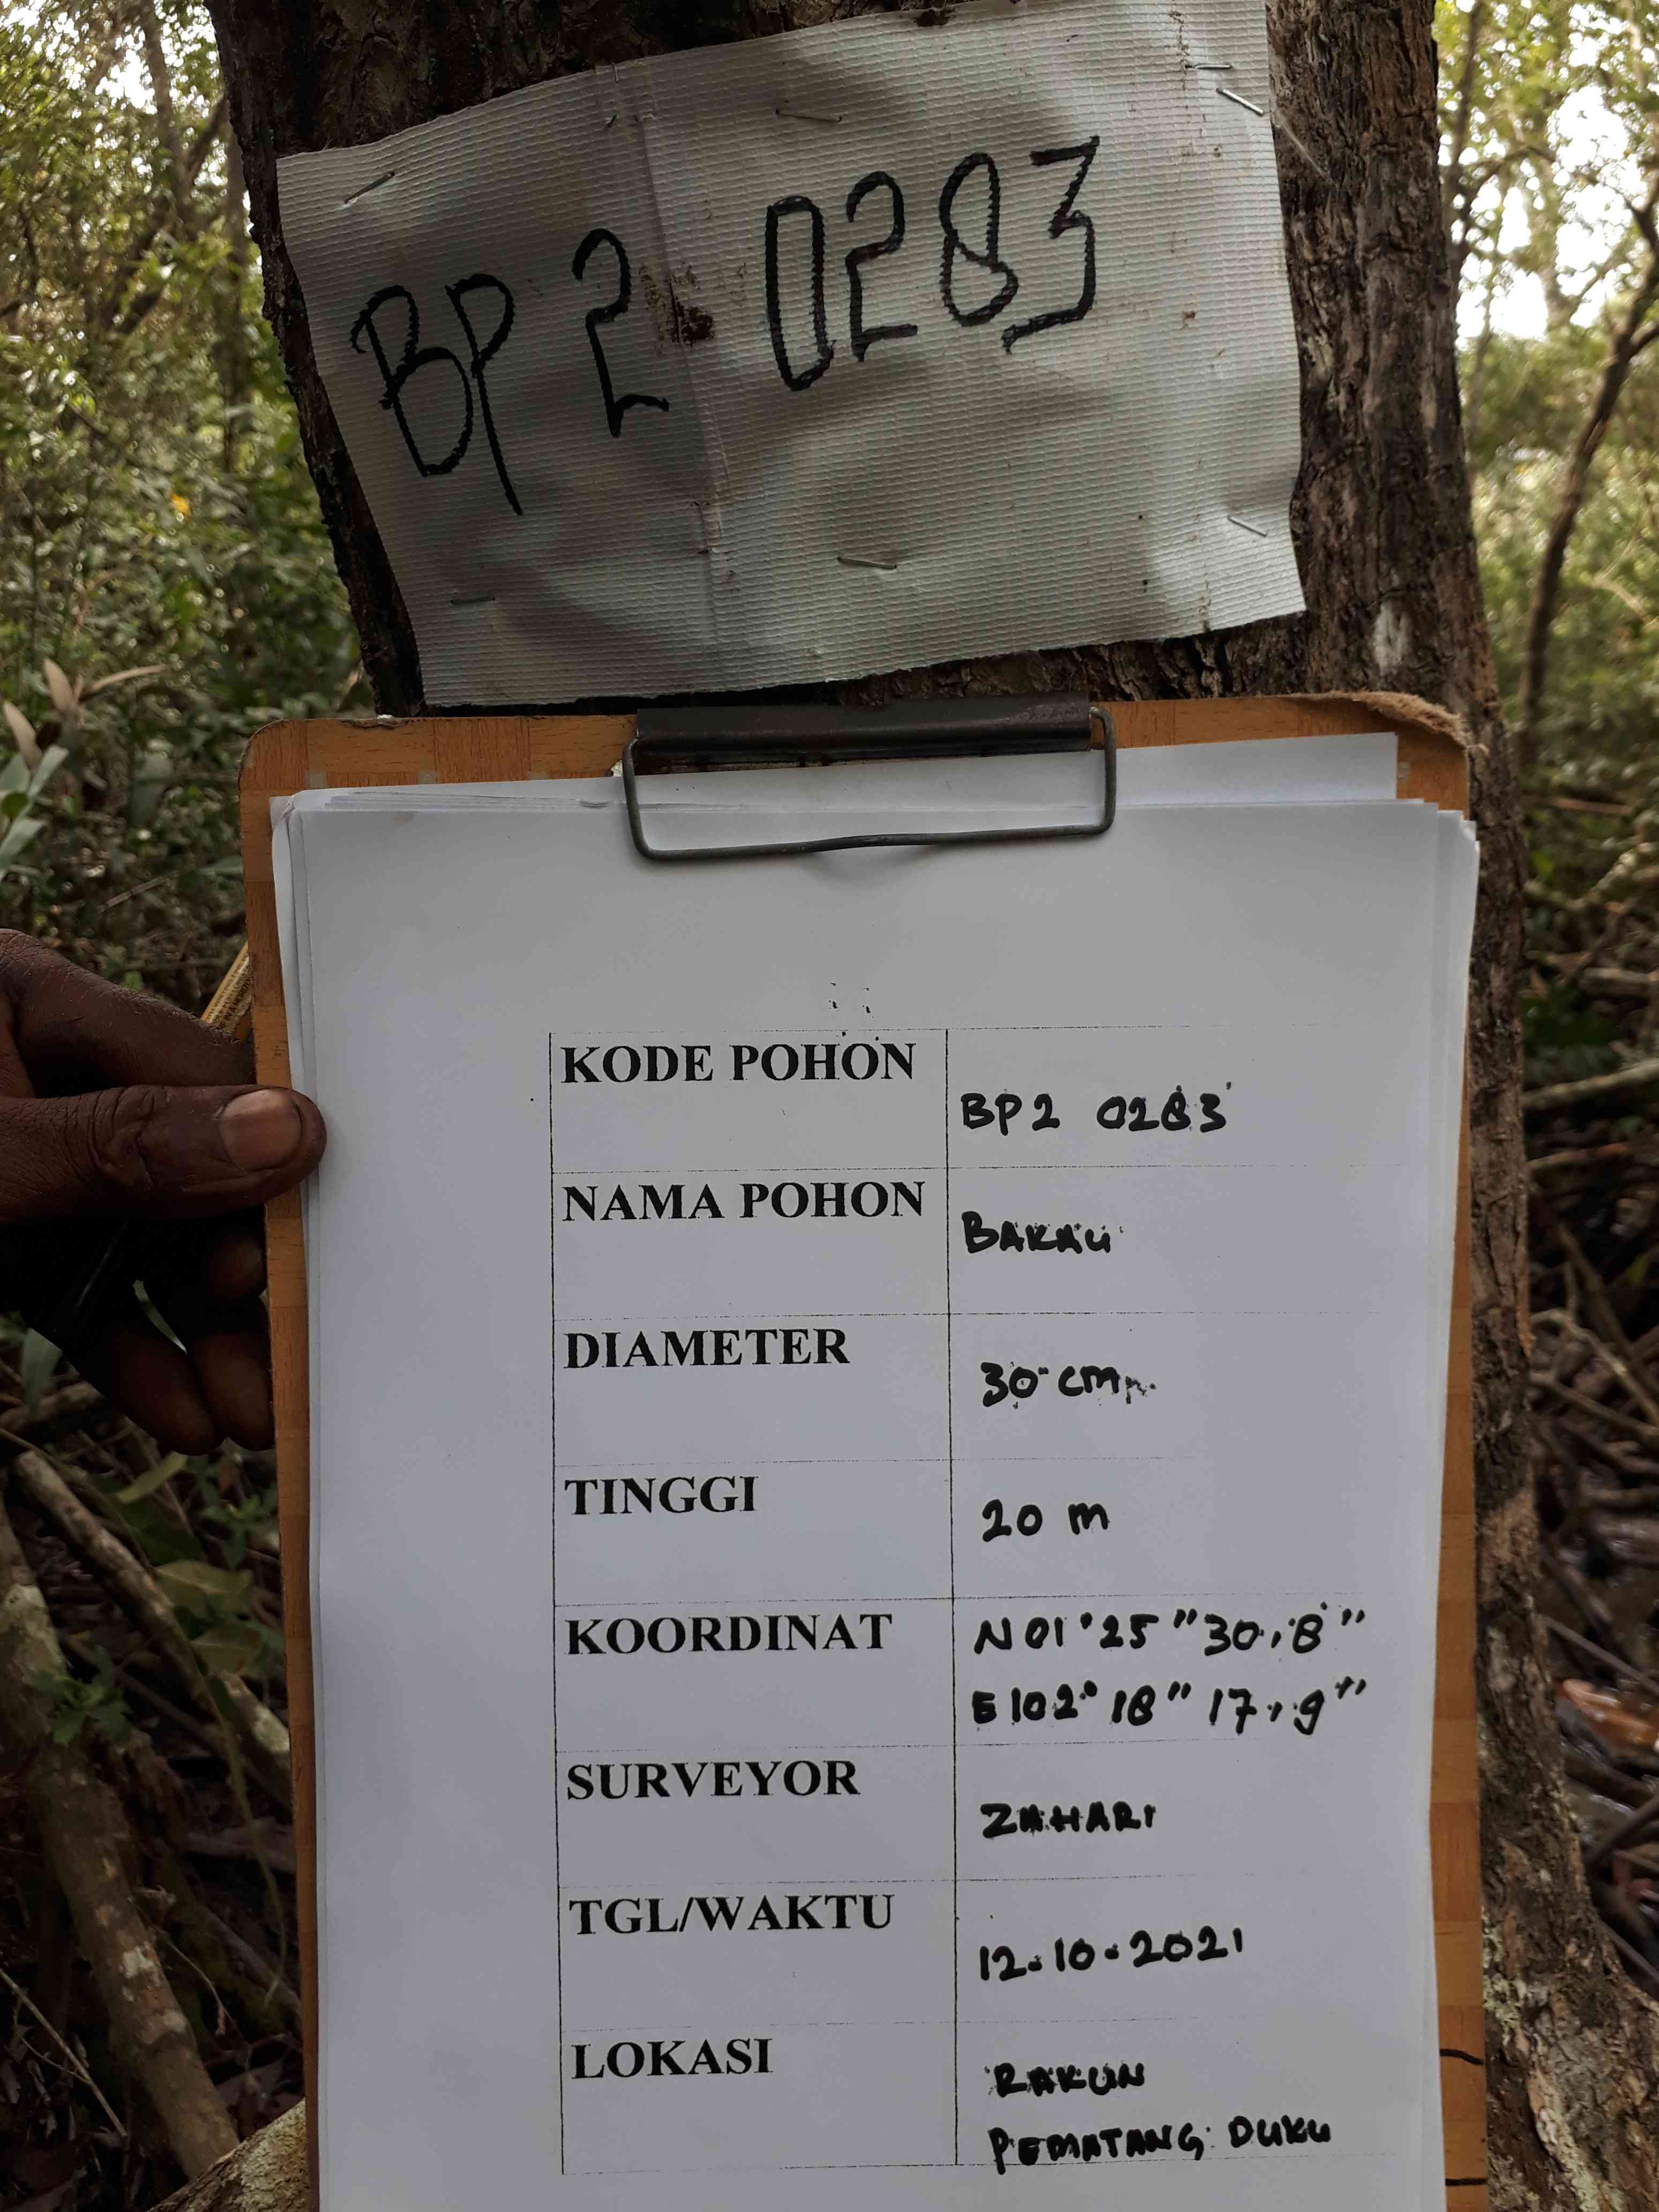 BP 2 0283
KODE POHON
BP2 0283
NAMA POHON
BAKAU
DIAMETER
30 cm
TINGGI
20 m
KOORDINAT
N 01° 25 " 30,8 "
E 102° 18 " 17,9 "
SURVEYOR
ZAHARI
TGL/WAKTU
12-10-2021
LOKASI
RAKUN
PEMATANG DUKU